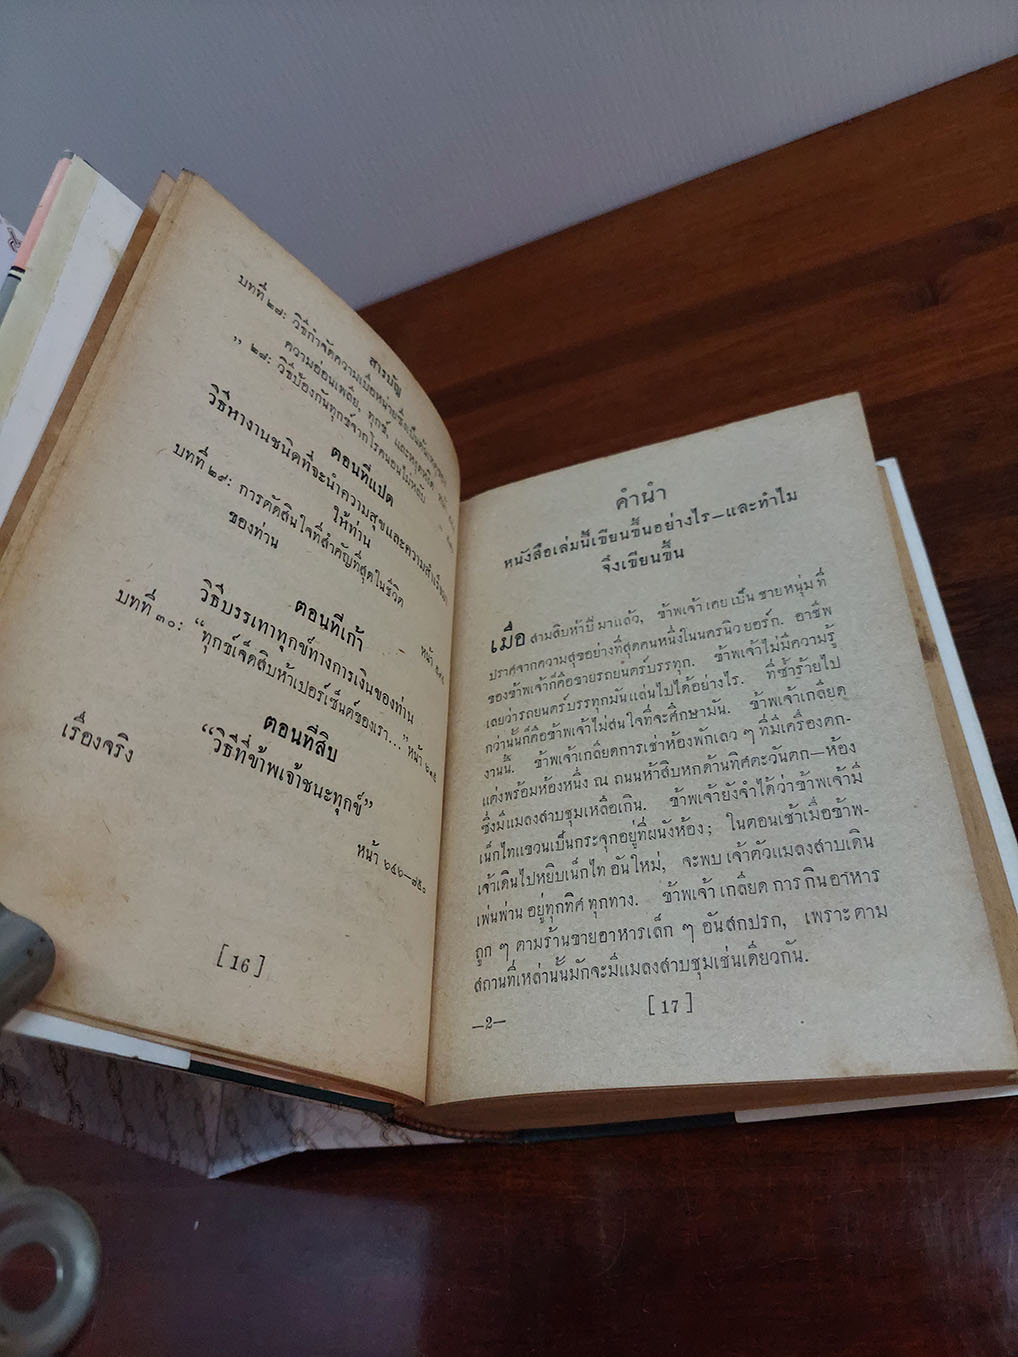 สารบัญ
บทที่ ๒๗: วิธีกำจัดความเบื่อหน่ายซึ่งเป็นต้นเหตุของ
ความอ่อนเพลีย, ทุกข์, และหงุดหงิด
” ๒๘: วิธีป้องกันทุกข์จากโรคนอนไม่หลับ
ตอนที่แปด
วิธีหางานชนิดที่จะนำความสุขและความสำเร็จมา
ให้ท่าน
บทที่ ๒๙: การตัดสินใจที่สำคัญที่สุดในชีวิต
ของท่าน
ตอนที่เก้า
วิธีบรรเทาทุกข์ทางการเงินของท่าน
บทที่ ๓๐: “ทุกข์เจ็ดสิบห้าเปอร์เซ็นต์ของเรา...”
ตอนที่สิบ
เรื่องจริง “วิธีที่ข้าพเจ้าชนะทุกข์”
[16]
คำนำ
หนังสือเล่มนี้เขียนขึ้นอย่างไร—และทำไม
จึงเขียนขึ้น
เมื่อ สามสิบห้าปี มาแล้ว, ข้าพเจ้า เคย เป็น ชายหนุ่ม ที่
ปราศจากความสุขอย่างที่สุดคนหนึ่งในนครนิวยอร์ก. อาชีพ
ของข้าพเจ้าก็คือขายรถยนตร์บรรทุก. ข้าพเจ้าไม่มีความรู้
เลยว่ารถยนตร์บรรทุกมันแล่นไปได้อย่างไร. ที่ซ้ำร้ายไป
กว่านั้นก็คือข้าพเจ้าไม่สนใจที่จะศึกษามัน. ข้าพเจ้าเกลียด
งานนี้. ข้าพเจ้าเกลียดการเช่าห้องพักเลว ๆ ที่มีเครื่องตก-
แต่งพร้อมห้องหนึ่ง ณ ถนนห้าสิบหกด้านทิศตะวันตก—ห้อง
ซึ่งมีแมลงสาบชุมเหลือเกิน. ข้าพเจ้ายังจำได้ว่าข้าพเจ้ามี
เน็กไทแขวนเป็นกระจุกอยู่ที่ผนังห้อง; ในตอนเช้าเมื่อข้าพ-
เจ้าเดินไปหยิบเน็กไท อันใหม่, จะพบ เจ้าตัวแมลงสาบเดิน
เพ่นพ่าน อยู่ทุกทิศ ทุกทาง. ข้าพเจ้า เกลียด การ กิน อาหาร
ถูก ๆ ตามร้านขายอาหารเล็ก ๆ อันสกปรก, เพราะ ตาม
สถานที่เหล่านั้นมักจะมีแมลงสาบชุมเช่นเดียวกัน.
—2—
[17]